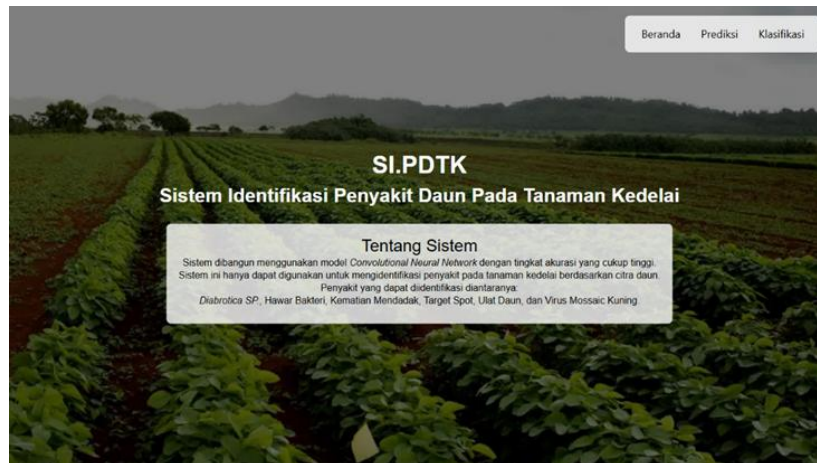 Beranda Prediksi Klasifikasi
SI.PDTK
Sistem Identifikasi Penyakit Daun Pada Tanaman Kedelai
Tentang Sistem
Sistem dibangun menggunakan model Convolutional Neural Network dengan tingkat akurasi yang cukup tinggi.
Sistem ini hanya dapat digunakan untuk mengidentifikasi penyakit pada tanaman kedelai berdasarkan citra daun.
Penyakit yang dapat diidentifikasi diantaranya:
Diabrotica SP., Hawar Bakteri, Kematian Mendadak, Target Spot, Ulat Daun, dan Virus Mossaic Kuning.